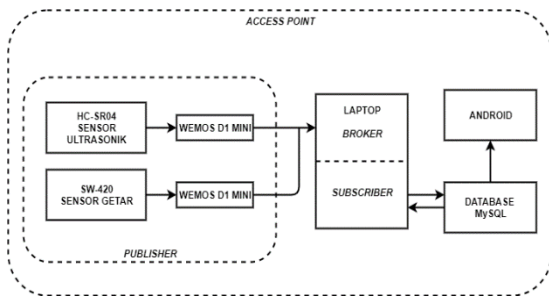 ACCESS POINT
HC-SR04
SENSOR
ULTRASONIK
WEMOS D1 MINI
SW-420
SENSOR GETAR
WEMOS D1 MINI
PUBLISHER
LAPTOP
BROKER
SUBSCRIBER
ANDROID
DATABASE
MySQL